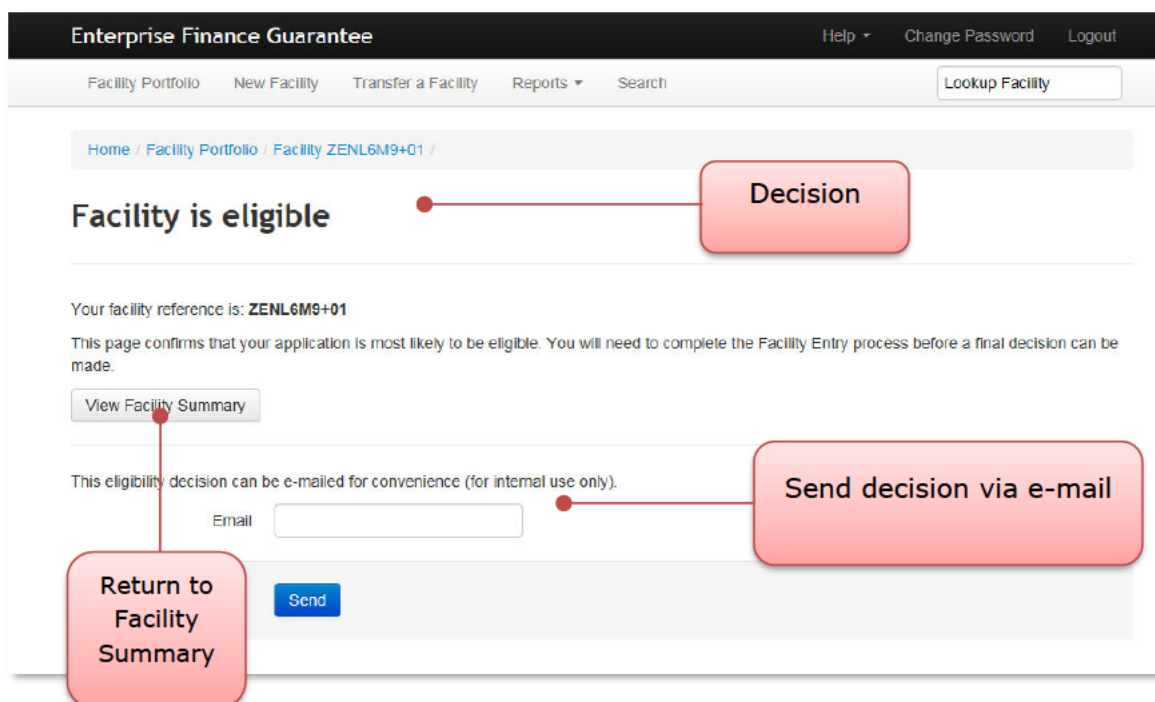 Enterprise Finance Guarantee
Help
Change Password
Logout
Facility Portfolio
New Facility
Transfer a Facility
Reports
Search
Lookup Facility
Home / Facility Portfolio / Facility ZENL6M9+01 /
Decision
Facility is eligible
Your facility reference is: ZENL6M9+01
This page confirms that your application is most likely to be eligible. You will need to complete the Facility Entry process before a final decision can be
made.
View Facility Summary
This eligibility decision can be e-mailed for convenience (for internal use only).
Send decision via e-mail
Email
Return to
Facility
Summary
Send